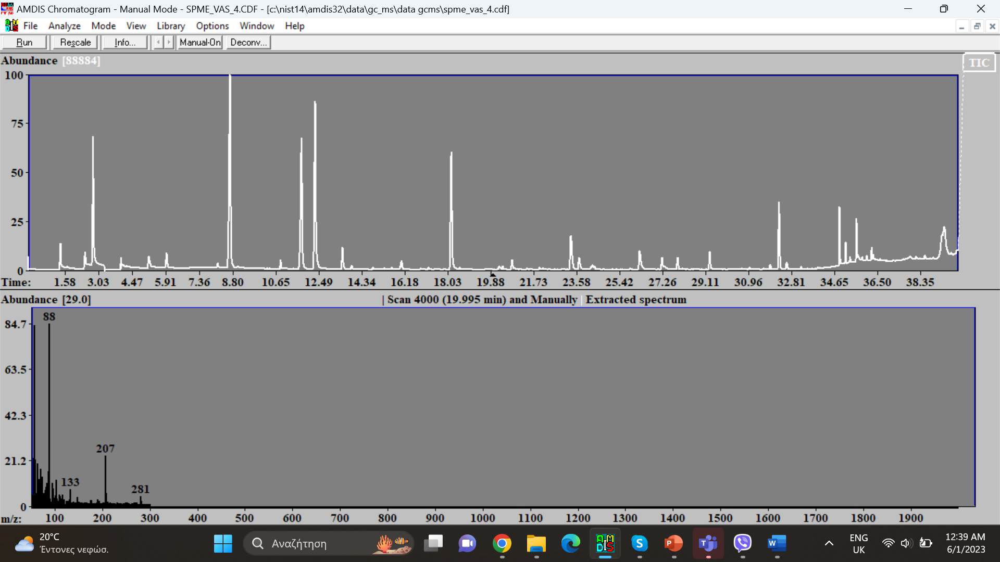 AMDIS Chromatogram - Manual Mode - SPME_VAS_4.CDF - [c:\nist14\amdis32\data\gc_ms\data gcms\spme_vas_4.cdf]
File Analyze Mode View Library Options Window Help
Run Rescale Info... Manual-On Deconv...
Abundance [88884]
TIC
100
75
50
25
0
Time: 1.58 3.03 4.47 5.91 7.36 8.80 10.65 12.49 14.34 16.18 18.03 19.88 21.73 23.58 25.42 27.26 29.11 30.96 32.81 34.65 36.50 38.35
Abundance [29.0] | Scan 4000 (19.995 min) and Manually | Extracted spectrum
88
84.7
63.5
42.3
207
21.2
133
281
0
m/z: 100 200 300 400 500 600 700 800 900 1000 1100 1200 1300 1400 1500 1600 1700 1800 1900
20°C
Έντονες νεφώσ.
Αναζήτηση
ENG
UK
12:39 AM
6/1/2023